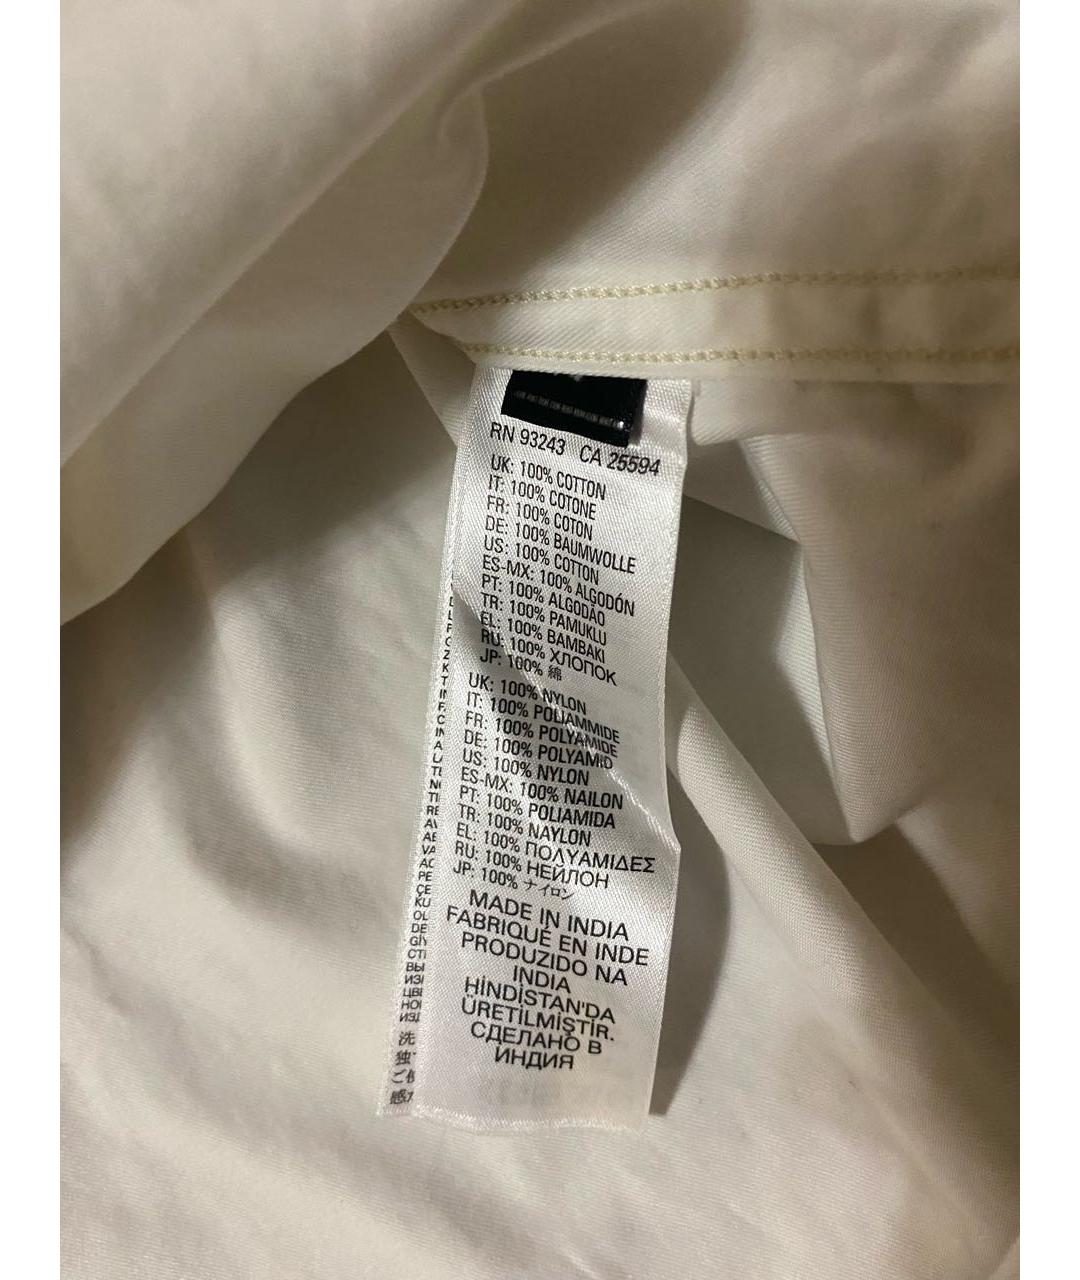 RN 93243 CA 25594
UK: 100% COTTON
IT: 100% COTONE
FR: 100% COTON
DE: 100% BAUMWOLLE
US: 100% COTTON
ES-MX: 100% ALGODÓN
PT: 100% ALGODÃO
TR: 100% PAMUKLU
EL: 100% BAMBAKI
RU: 100% ХЛОПОК
JP: 100% 綿
UK: 100% NYLON
IT: 100% POLIAMMIDE
FR: 100% POLYAMIDE
DE: 100% POLYAMID
US: 100% NYLON
ES-MX: 100% NAILON
PT: 100% POLIAMIDA
TR: 100% NAYLON
EL: 100% ΠΟΛΥΑΜΙΔΕΣ
RU: 100% НЕЙЛОН
JP: 100% ナイロン
MADE IN INDIA
FABRIQUÉ EN INDE
PRODUZIDO NA
INDIA
HİNDİSTAN'DA
ÜRETİLMİŞTİR.
СДЕЛАНО В
ИНДИЯ